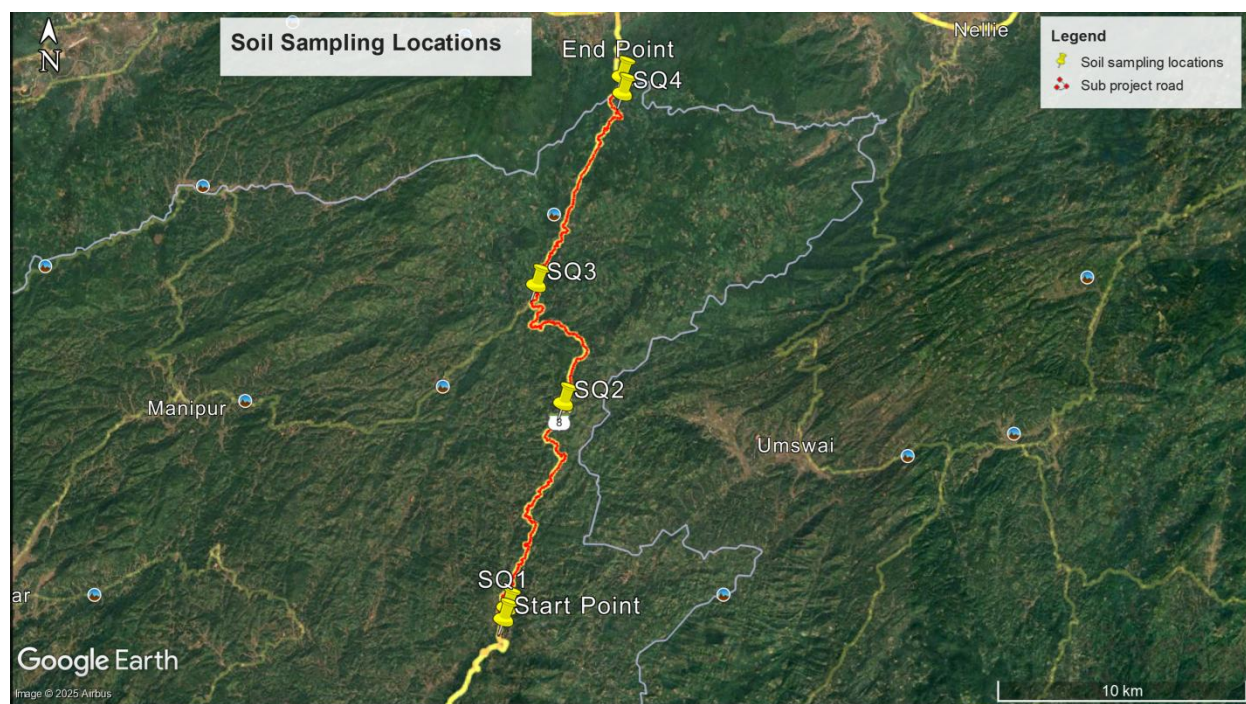 N
Soil Sampling Locations
End Point
SQ4
Nellie
Legend
Soil sampling locations
Sub project road
SQ3
SQ2
8
Manipur
Umswai
SQ1
Start Point
ar
Google Earth
Image © 2025 Airbus
10 km